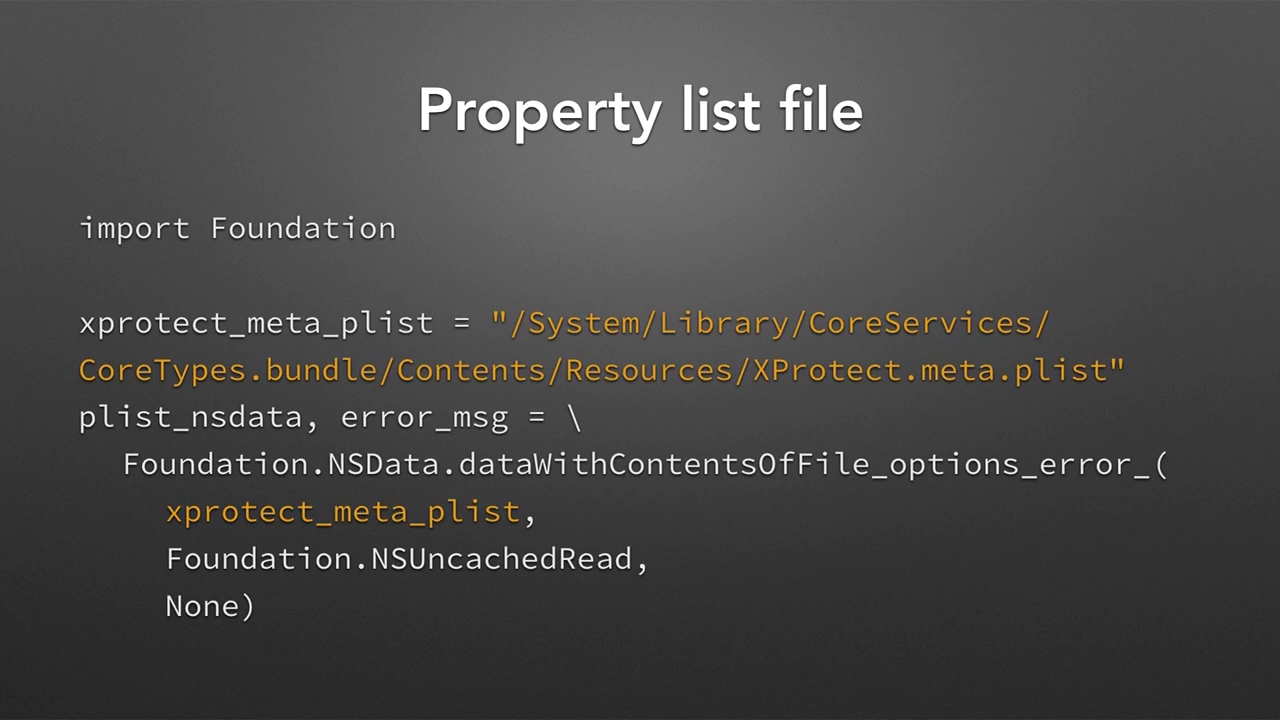 Property list file
import Foundation
xprotect_meta_plist = "/System/Library/CoreServices/
CoreTypes.bundle/Contents/Resources/XProtect.meta.plist"
plist_nsdata, error_msg = \
Foundation.NSData.dataWithContentsOfFile_options_error_(
xprotect_meta_plist,
Foundation.NSUncachedRead,
None)